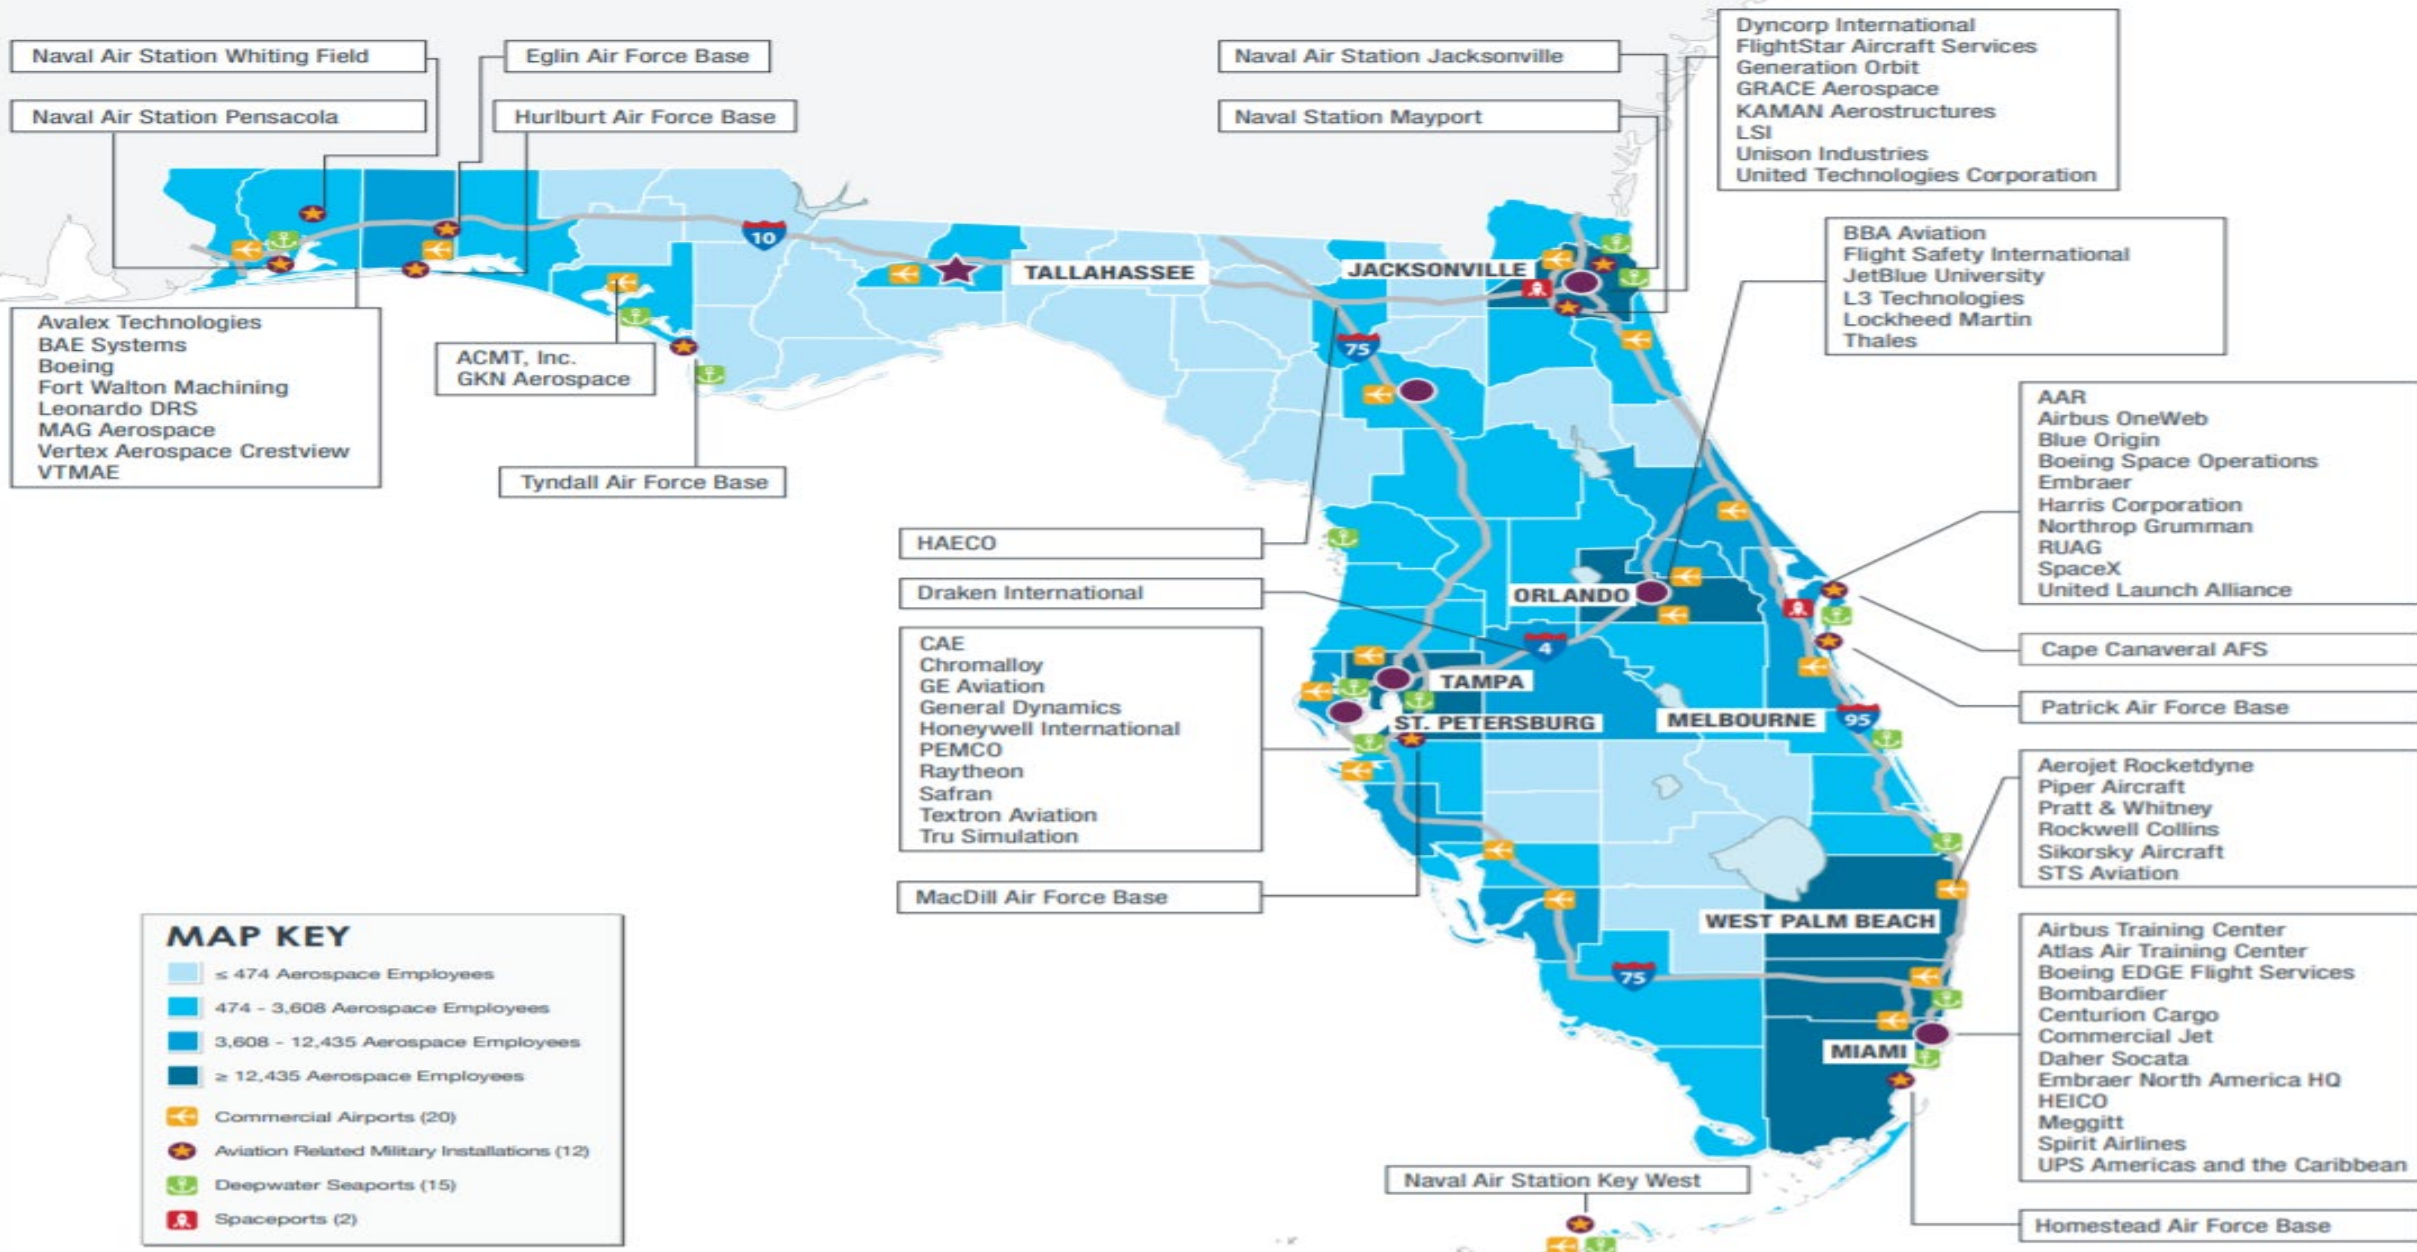 Naval Air Station Whiting Field
Eglin Air Force Base
Naval Air Station Pensacola
Hurlburt Air Force Base
Naval Air Station Jacksonville
Naval Station Mayport
Dyncorp International
FlightStar Aircraft Services
Generation Orbit
GRACE Aerospace
KAMAN Aerostructures
LSI
Unison Industries
United Technologies Corporation
BBA Aviation
Flight Safety International
JetBlue University
L3 Technologies
Lockheed Martin
Thales
10
TALLAHASSEE
JACKSONVILLE
75
Avalex Technologies
BAE Systems
Boeing
Fort Walton Machining
Leonardo DRS
MAG Aerospace
Vertex Aerospace Crestview
VTMAE
ACMT, Inc.
GKN Aerospace
Tyndall Air Force Base
AAR
Airbus OneWeb
Blue Origin
Boeing Space Operations
Embraer
Harris Corporation
Northrop Grumman
RUAG
SpaceX
United Launch Alliance
HAECO
Draken International
ORLANDO
4
CAE
Chromalloy
GE Aviation
General Dynamics
Honeywell International
PEMCO
Raytheon
Safran
Textron Aviation
Tru Simulation
TAMPA
ST. PETERSBURG
MELBOURNE
95
Cape Canaveral AFS
Patrick Air Force Base
Aerojet Rocketdyne
Piper Aircraft
Pratt & Whitney
Rockwell Collins
Sikorsky Aircraft
STS Aviation
MacDill Air Force Base
WEST PALM BEACH
75
MIAMI
Airbus Training Center
Atlas Air Training Center
Boeing EDGE Flight Services
Bombardier
Centurion Cargo
Commercial Jet
Daher Socata
Embraer North America HQ
HEICO
Meggitt
Spirit Airlines
UPS Americas and the Caribbean
Naval Air Station Key West
Homestead Air Force Base
MAP KEY
≤ 474 Aerospace Employees
474 - 3,608 Aerospace Employees
3,608 - 12,435 Aerospace Employees
≥ 12,435 Aerospace Employees
Commercial Airports (20)
Aviation Related Military Installations (12)
Deepwater Seaports (15)
Spaceports (2)